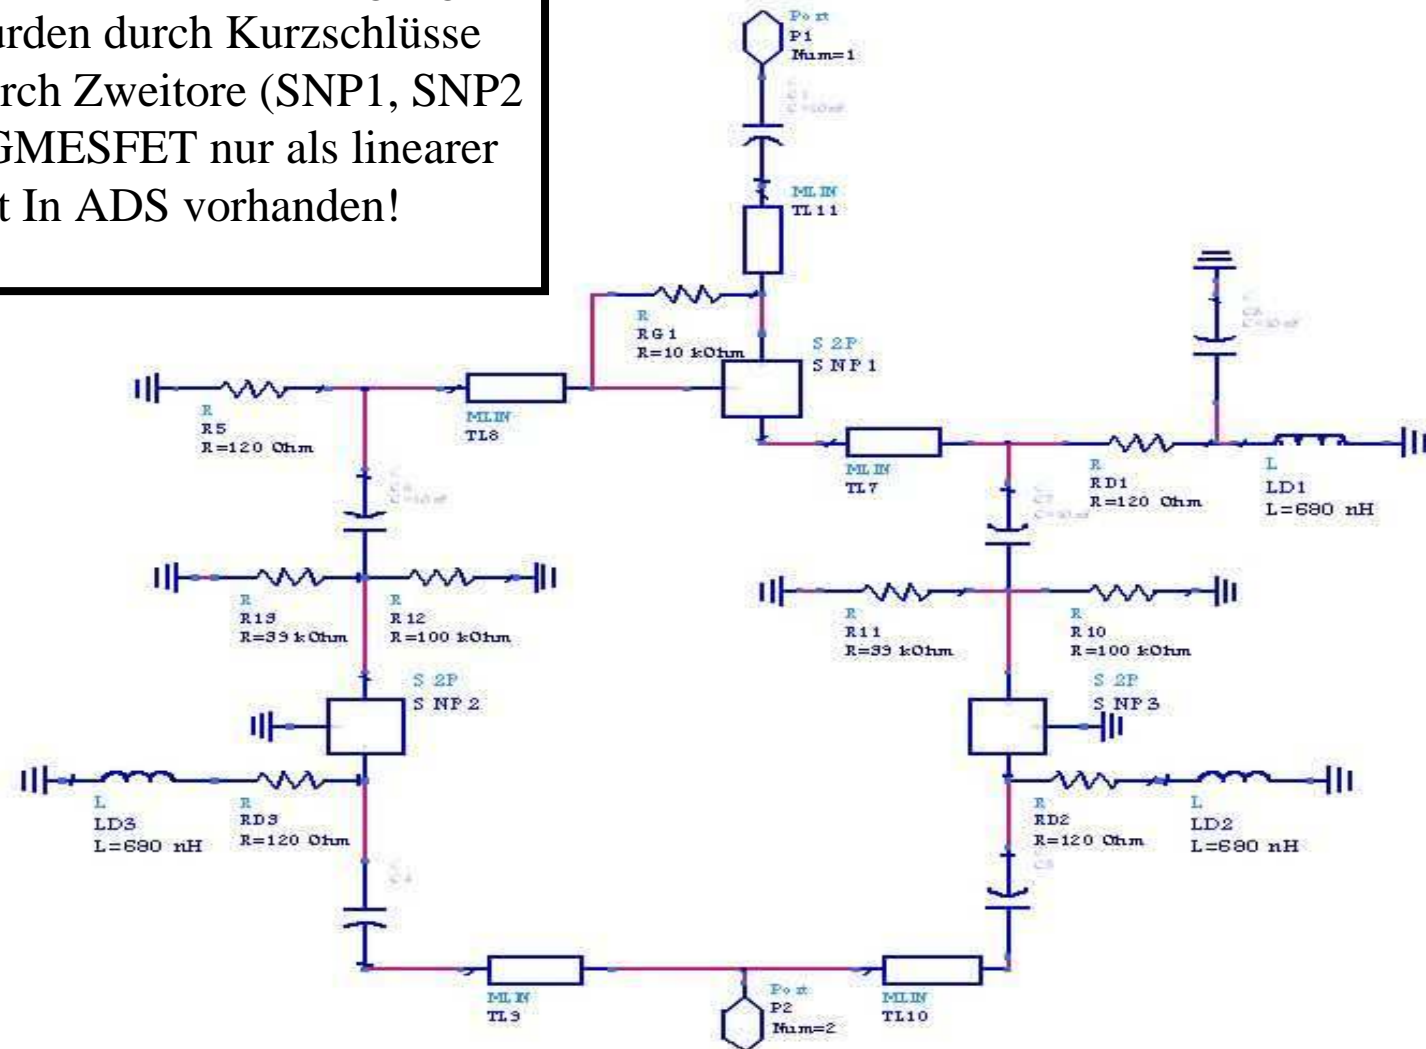 urden durch Kurzschlüsse
rch Zweitore (SNP1, SNP2
GMESFET nur als linearer
t In ADS vorhanden!
Port
P1
Num=1
MLIN
TL11
R
RG1
R=10 kOhm
S2P
SNP1
R
R5
R=120 Ohm
MLIN
TL8
MLIN
TL7
R
RD1
R=120 Ohm
L
LD1
L=680 nH
R
R13
R=39 kOhm
R
R12
R=100 kOhm
R
R11
R=39 kOhm
R
R10
R=100 kOhm
S2P
SNP2
S2P
SNP3
L
LD3
L=680 nH
R
RD3
R=120 Ohm
R
RD2
R=120 Ohm
L
LD2
L=680 nH
MLIN
TL9
Port
P2
Num=2
MLIN
TL10